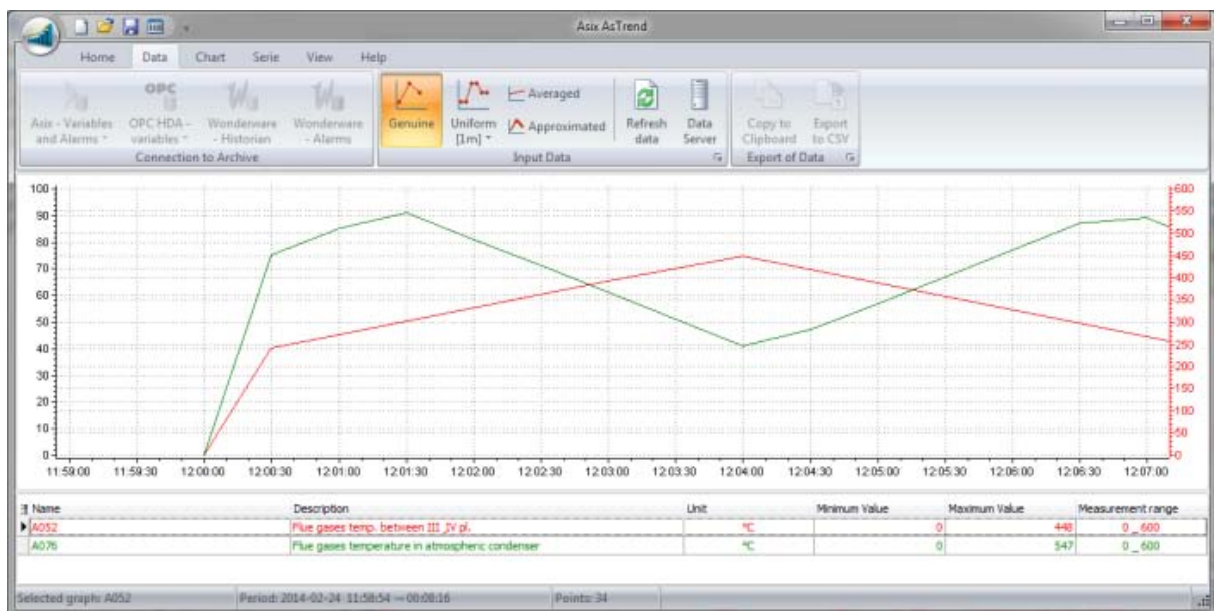 Asix AsTrend
Home Data Chart Serie View Help
Asix - Variables and Alarms
OPC
OPC HDA - variables
Wonderware - Historian
Wonderware - Alarms
Connection to Archive
Genuine
Uniform [1m]
Averaged
Approximated
Refresh data
Data Server
Input Data
Copy to Clipboard
Export to CSV
Export of Data
100
90
80
70
60
50
40
30
20
10
0
600
550
500
450
400
350
300
250
200
150
100
50
0
11:59:00 11:59:30 12:00:00 12:00:30 12:01:00 12:01:30 12:02:00 12:02:30 12:03:00 12:03:30 12:04:00 12:04:30 12:05:00 12:05:30 12:06:00 12:06:30 12:07:00
Name Description Unit Minimum Value Maximum Value Measurement range
A052 Flue gases temp. between III_IV pl. °C 0 448 0 _ 600
A076 Flue gases temperature in atmospheric condenser °C 0 547 0 _ 600
Selected graph: A052 Period: 2014-02-24 11:58:54 — 00:08:16 Points: 34